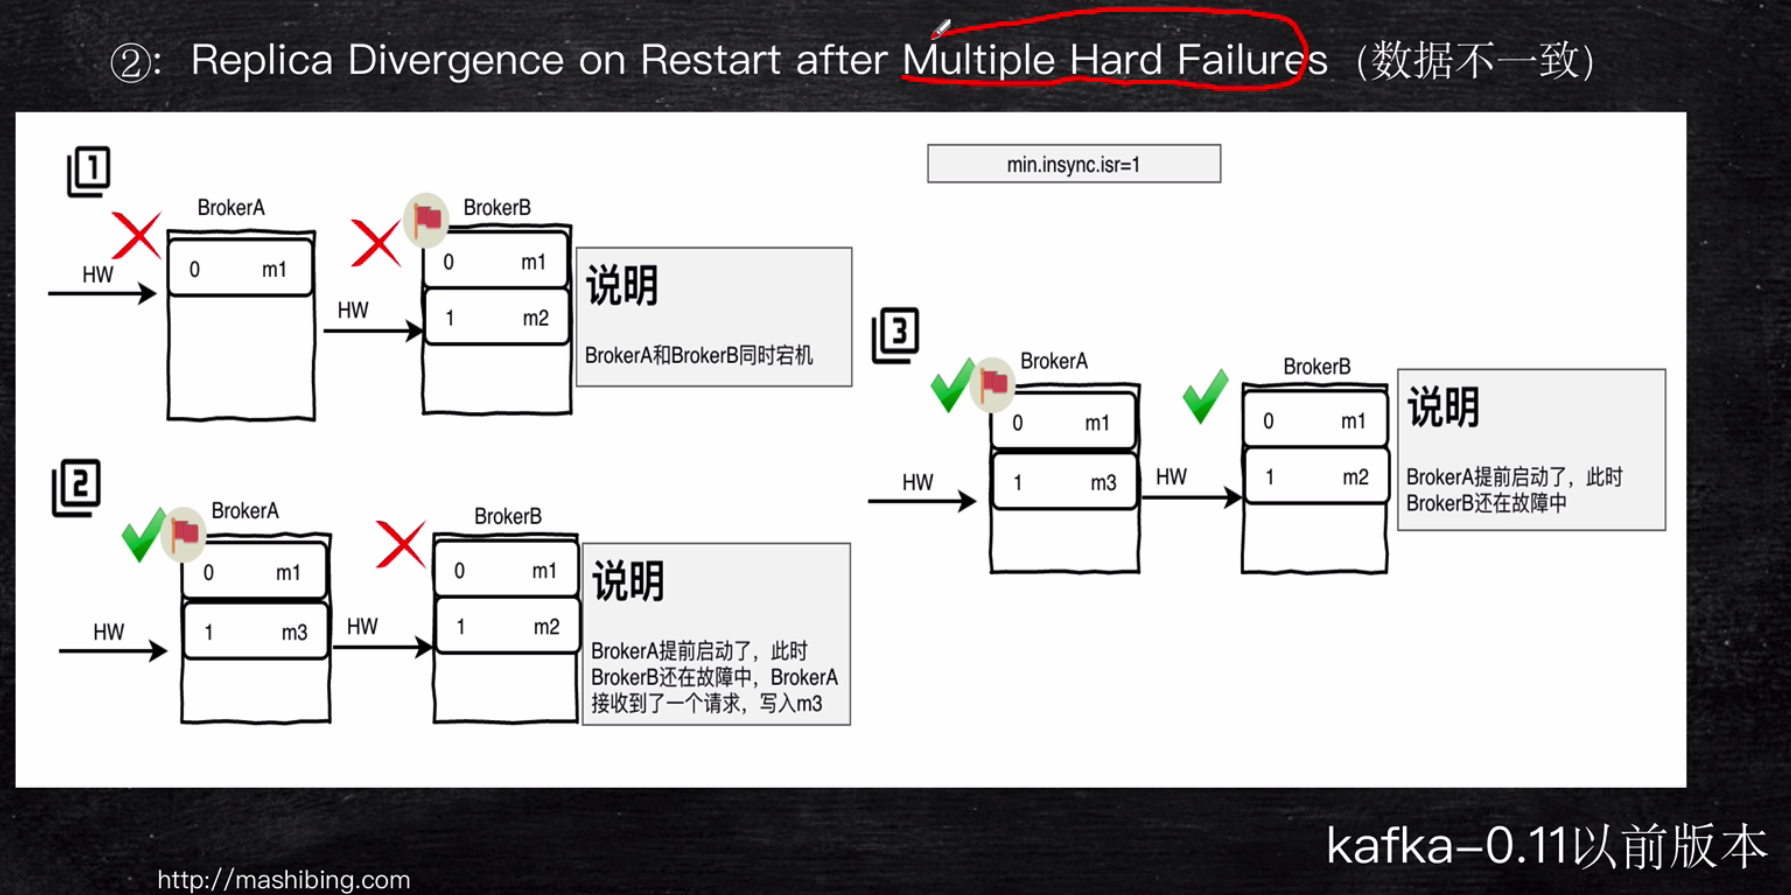 ②：Replica Divergence on Restart after Multiple Hard Failures（数据不一致）
min.insync.isr=1
1
BrokerA
BrokerB
HW
0 m1
HW
0 m1
1 m2
说明
BrokerA和BrokerB同时宕机
2
BrokerA
BrokerB
HW
0 m1
1 m3
HW
0 m1
1 m2
说明
BrokerA提前启动了，此时
BrokerB还在故障中，BrokerA
接收到了一个请求，写入m3
3
BrokerA
BrokerB
HW
0 m1
1 m3
HW
0 m1
1 m2
说明
BrokerA提前启动了，此时
BrokerB还在故障中
kafka-0.11以前版本
http://mashibing.com